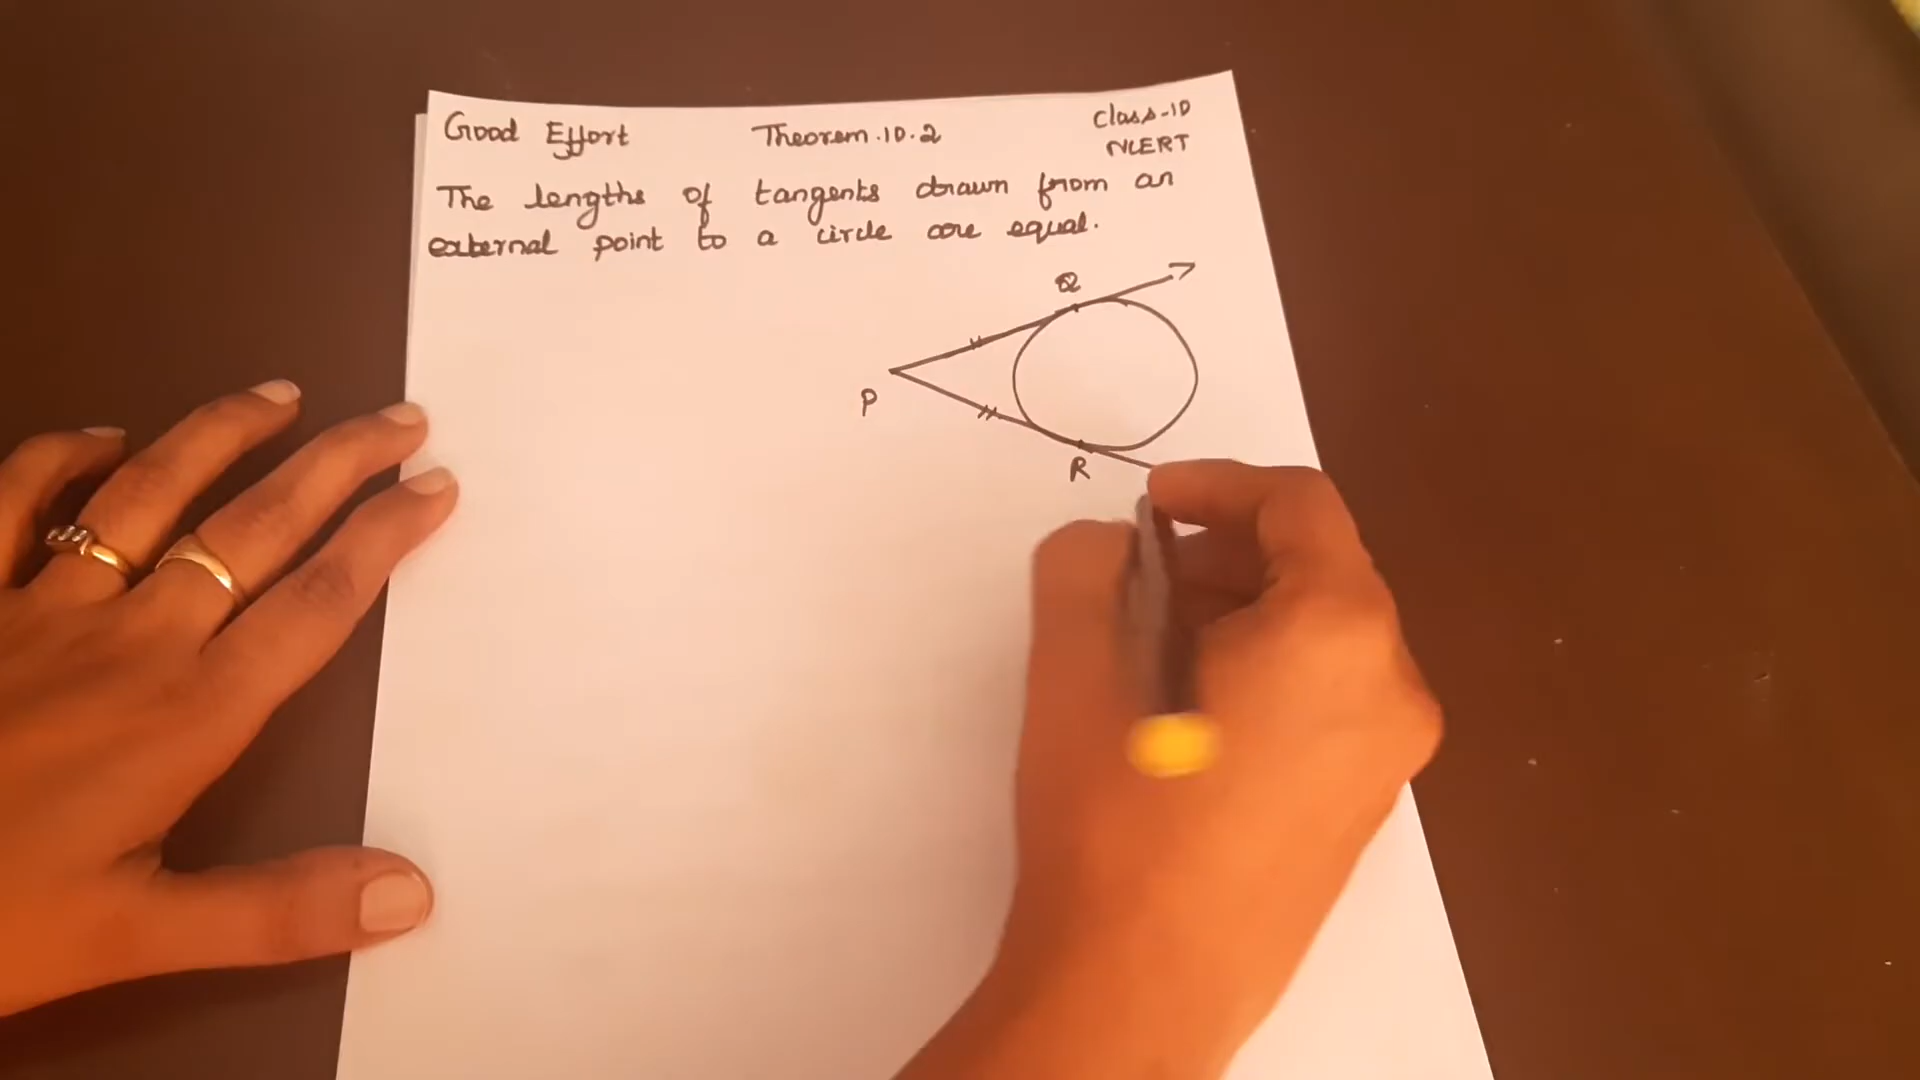 Good Effort
Theorem.10.2
Class-10
NCERT
The lengths of tangents drawn from an
external point to a circle are equal.
Q
P
R